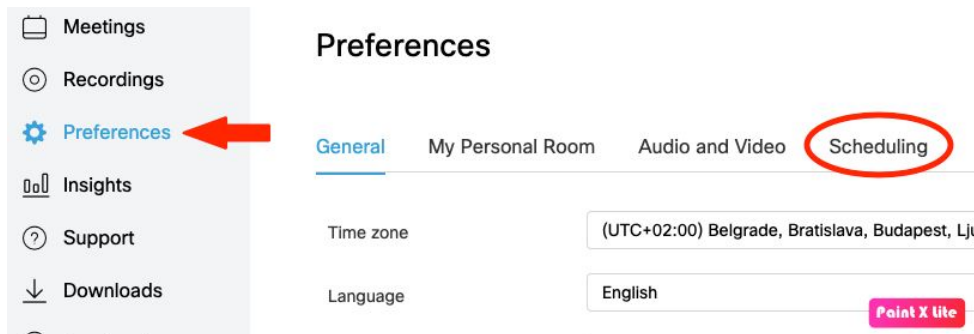 Meetings
Recordings
Preferences
Insights
Support
Downloads
Preferences
General My Personal Room Audio and Video Scheduling
Time zone (UTC+02:00) Belgrade, Bratislava, Budapest, Lj
Language English
Paint X Lite